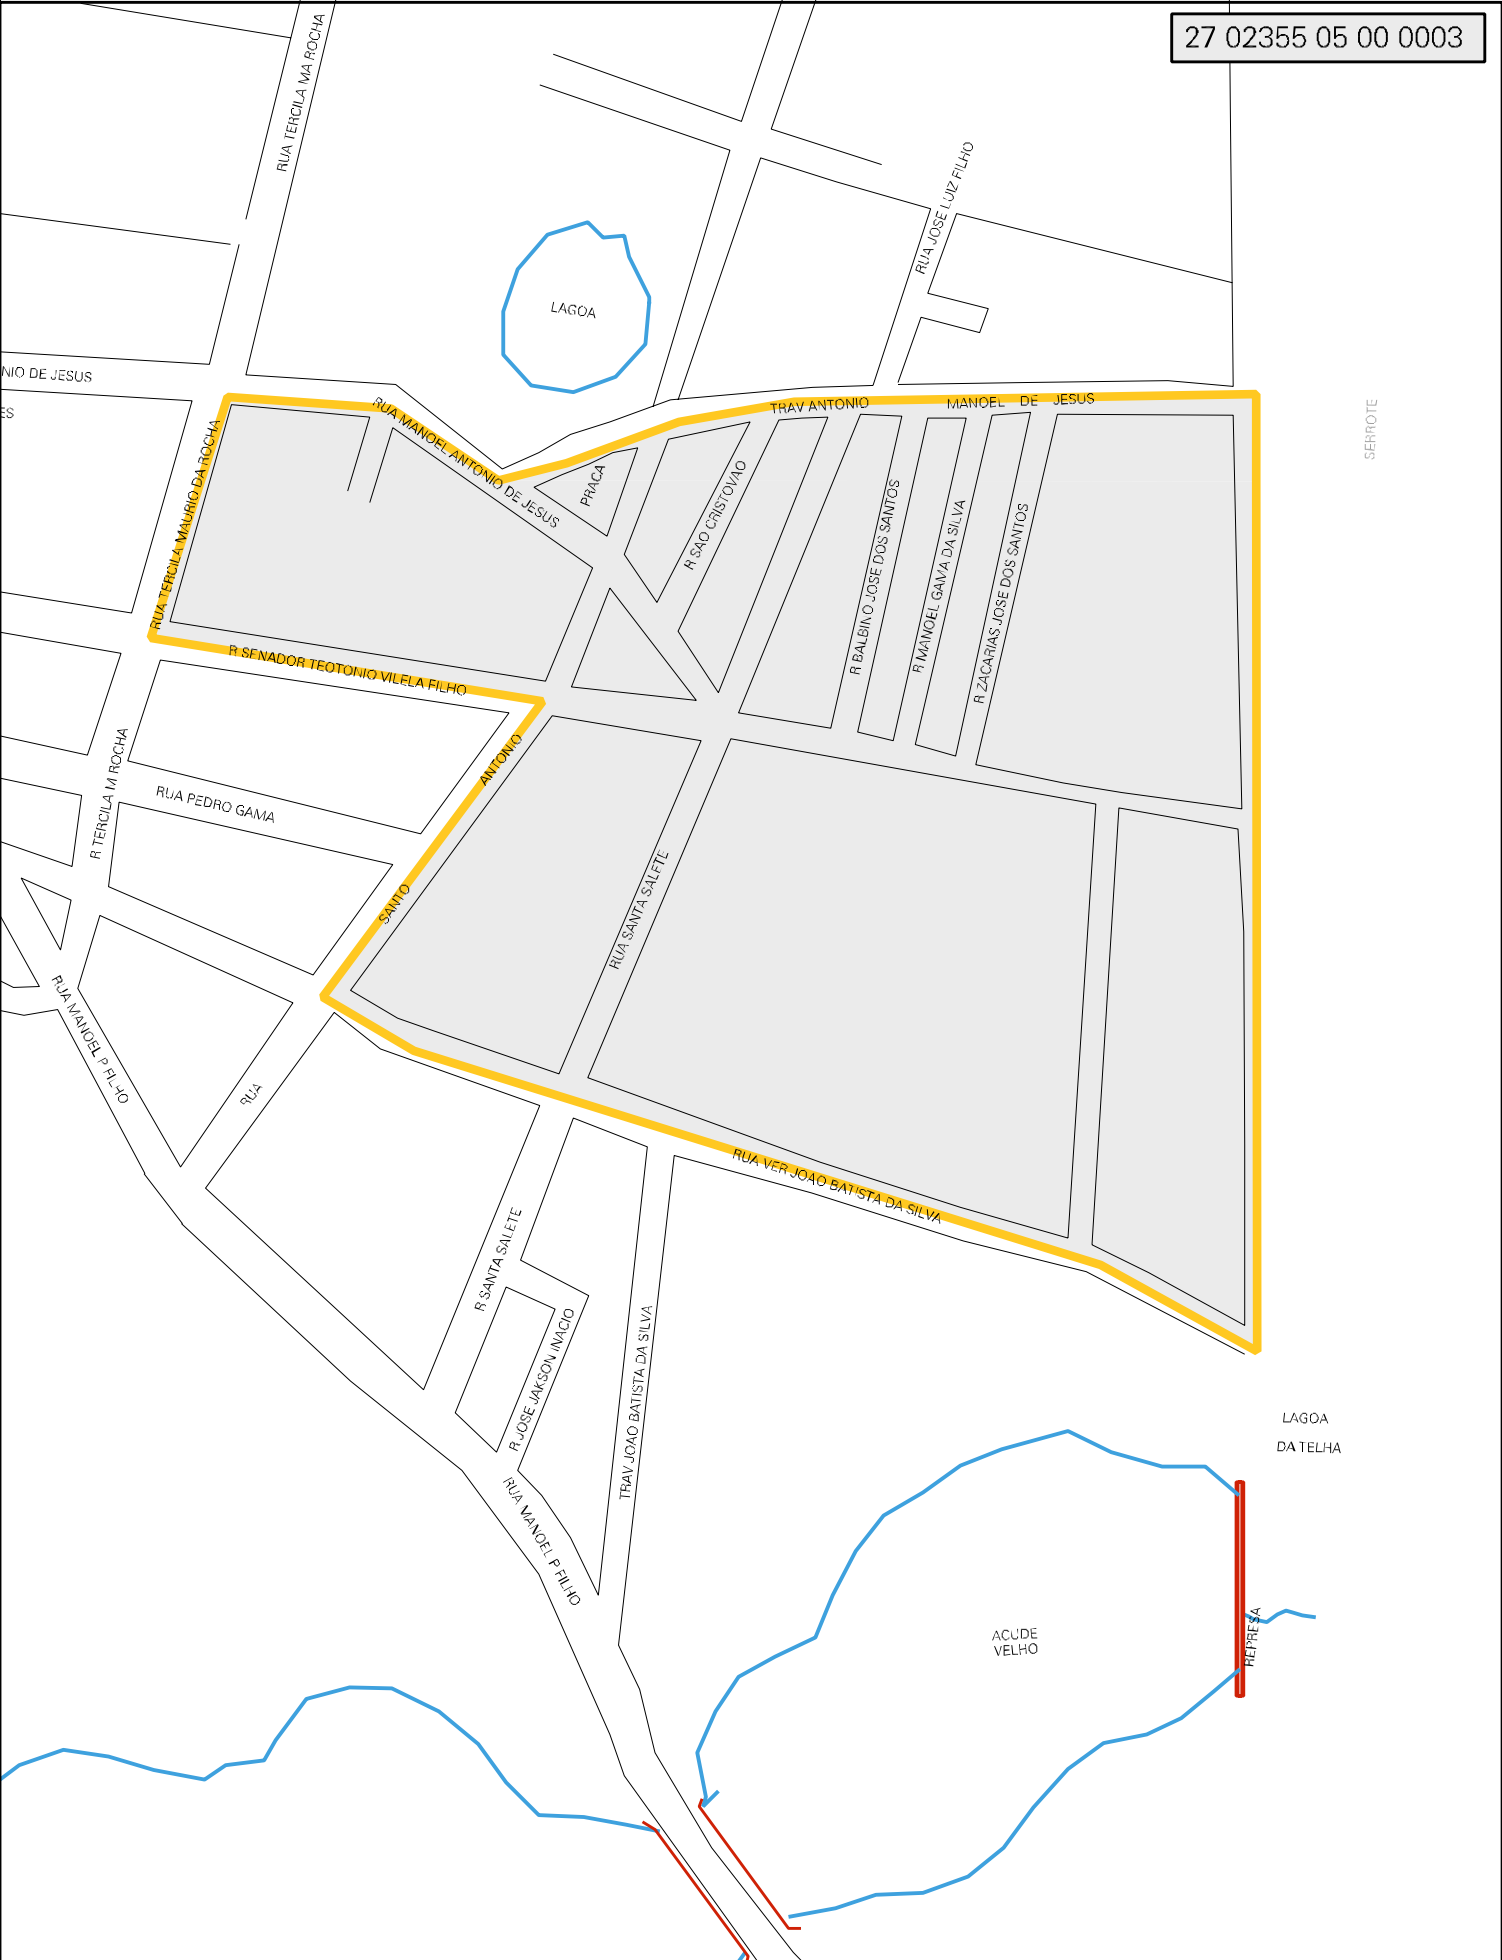 27 02355 05 00 0003
RUA TERCILA MA ROCHA
RUA JOSE LUIZ FILHO
LAGOA
NIO DE JESUS
ES
RUA MANOEL ANTONIO DE JESUS
TRAV ANTONIO MANOEL DE JESUS
SERROTE
RUA TERCILA MAURIO DA ROCHA
PRACA
R SAO CRISTOVAO
R BALBINO JOSE DOS SANTOS
R MANOEL GAMA DA SILVA
R ZACARIAS JOSE DOS SANTOS
R SENADOR TEOTONIO VILELA FILHO
R TERCILA M ROCHA
RUA PEDRO GAMA
RUA SANTO ANTONIO
RUA SANTA SALETE
RUA MANOEL P FILHO
RUA VER JOAO BATISTA DA SILVA
R SANTA SALETE
R JOSE JAKSON INACIO
TRAV JOAO BATISTA DA SILVA
RUA MANOEL P FILHO
LAGOA
DA TELHA
ACUDE
VELHO
REPRESA